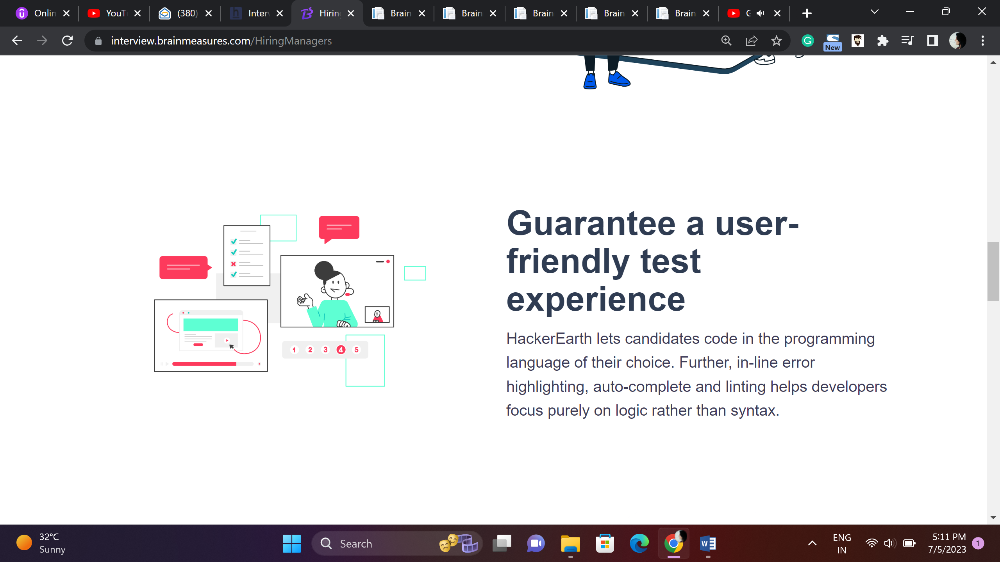 Onlin
YouT
(380)
Inter
Hiring
Brain
Brain
Brain
Brain
Brain
interview.brainmeasures.com/HiringManagers
New
Guarantee a user-
friendly test
experience
HackerEarth lets candidates code in the programming
language of their choice. Further, in-line error
highlighting, auto-complete and linting helps developers
focus purely on logic rather than syntax.
1 2 3 4 5
32°C
Sunny
Search
ENG
IN
5:11 PM
7/5/2023
1